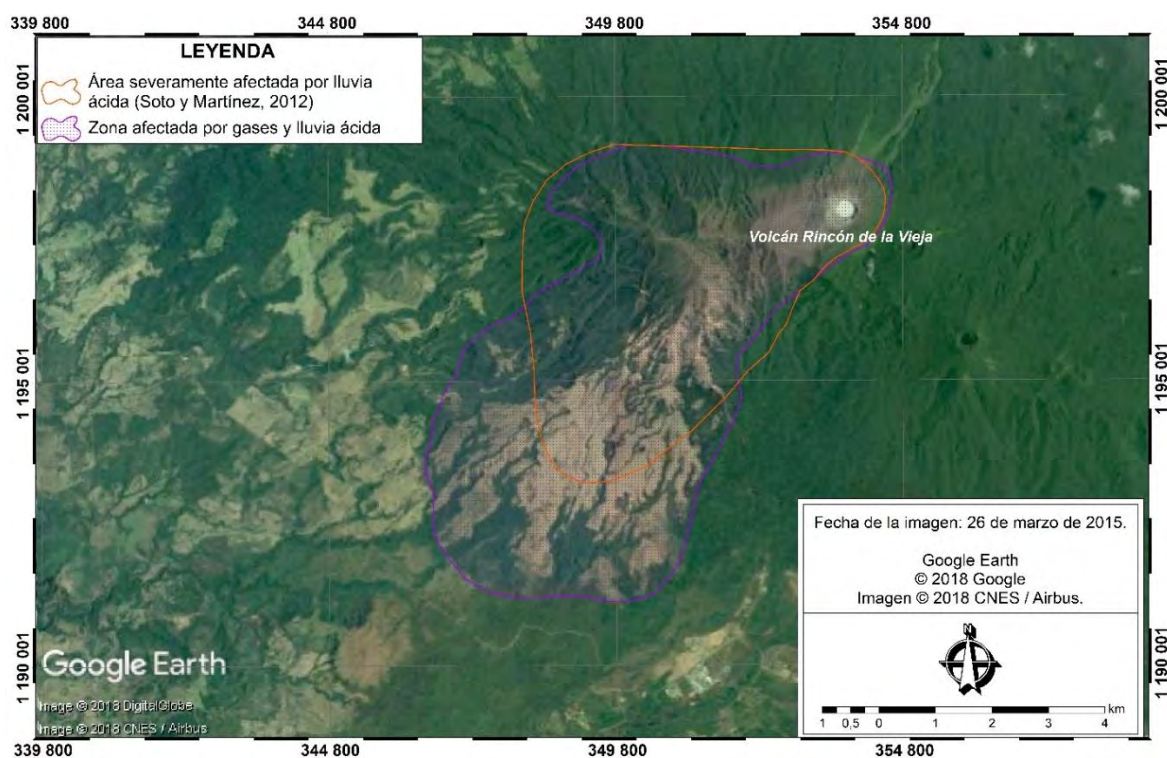 339 800 344 800 349 800 354 800
LEYENDA
Área severamente afectada por lluvia
ácida (Soto y Martínez, 2012)
Zona afectada por gases y lluvia ácida
1 200 001 1 200 001
Volcán Rincón de la Vieja
1 195 001 1 195 001
Fecha de la imagen: 26 de marzo de 2015.
Google Earth
© 2018 Google
Imagen © 2018 CNES / Airbus.
N
1 190 001 1 190 001
Google Earth
Image © 2018 DigitalGlobe
Image © 2018 CNES / Airbus
1 0,5 0 1 2 3 4 km
339 800 344 800 349 800 354 800